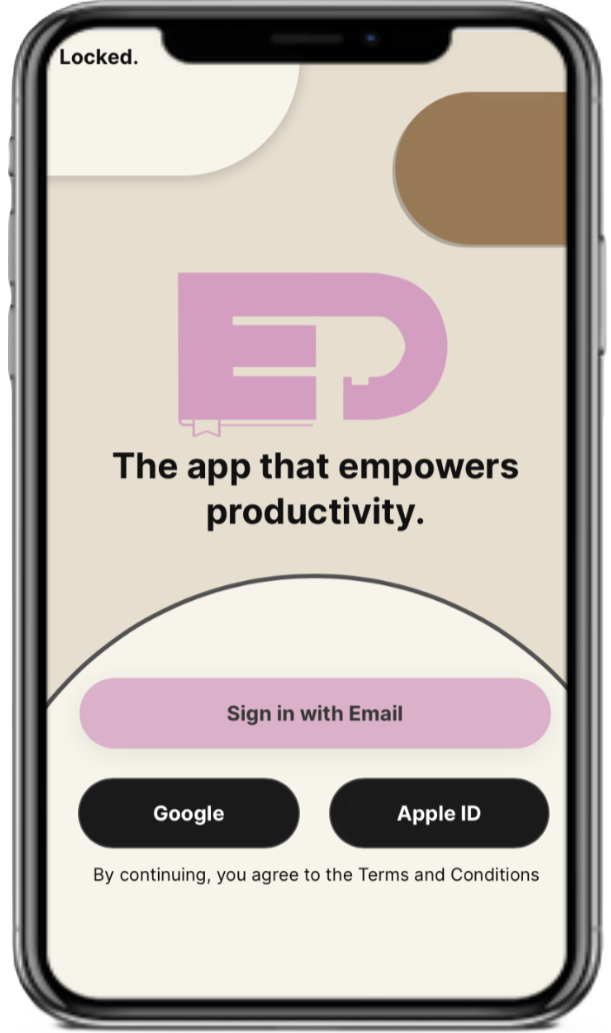 Locked.
ED
The app that empowers
productivity.
Sign in with Email
Google
Apple ID
By continuing, you agree to the Terms and Conditions